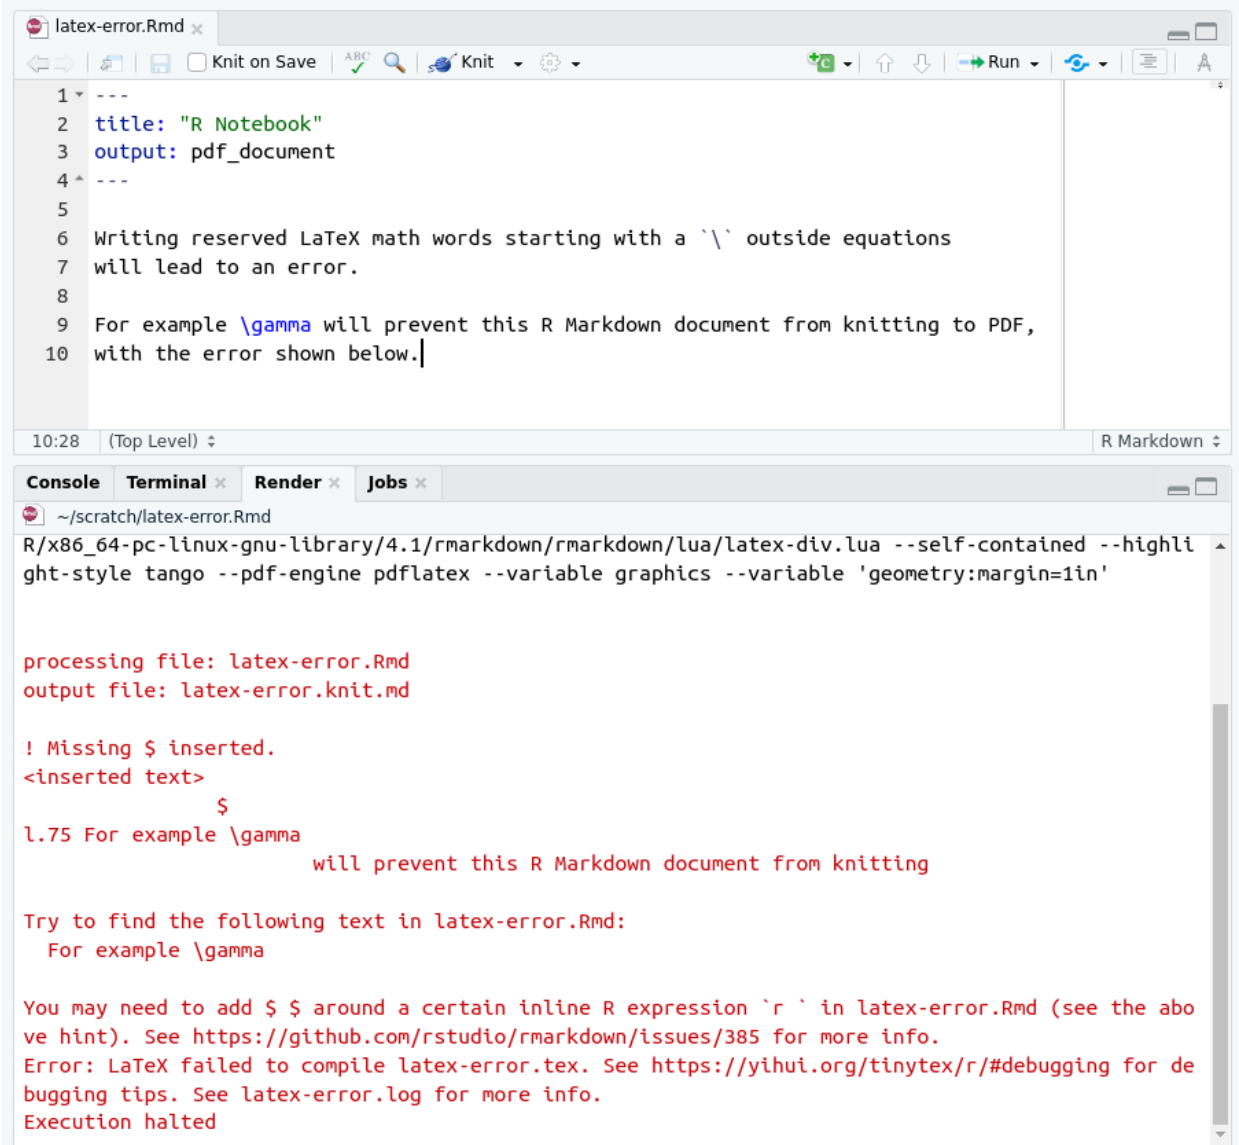 latex-error.Rmd
Knit on Save ABC Knit C Run
1 ---
2 title: "R Notebook"
3 output: pdf_document
4 ---
5
6 Writing reserved LaTeX math words starting with a `\` outside equations
7 will lead to an error.
8
9 For example \gamma will prevent this R Markdown document from knitting to PDF,
10 with the error shown below.
10:28 (Top Level) R Markdown
Console Terminal Render Jobs
~/scratch/latex-error.Rmd
R/x86_64-pc-linux-gnu-library/4.1/rmarkdown/rmarkdown/lua/latex-div.lua --self-contained --highli
ght-style tango --pdf-engine pdflatex --variable graphics --variable 'geometry:margin=1in'
processing file: latex-error.Rmd
output file: latex-error.knit.md
! Missing $ inserted.
<inserted text>
$
l.75 For example \gamma
will prevent this R Markdown document from knitting
Try to find the following text in latex-error.Rmd:
For example \gamma
You may need to add $ $ around a certain inline R expression `r ` in latex-error.Rmd (see the abo
ve hint). See https://github.com/rstudio/rmarkdown/issues/385 for more info.
Error: LaTeX failed to compile latex-error.tex. See https://yihui.org/tinytex/r/#debugging for de
bugging tips. See latex-error.log for more info.
Execution halted